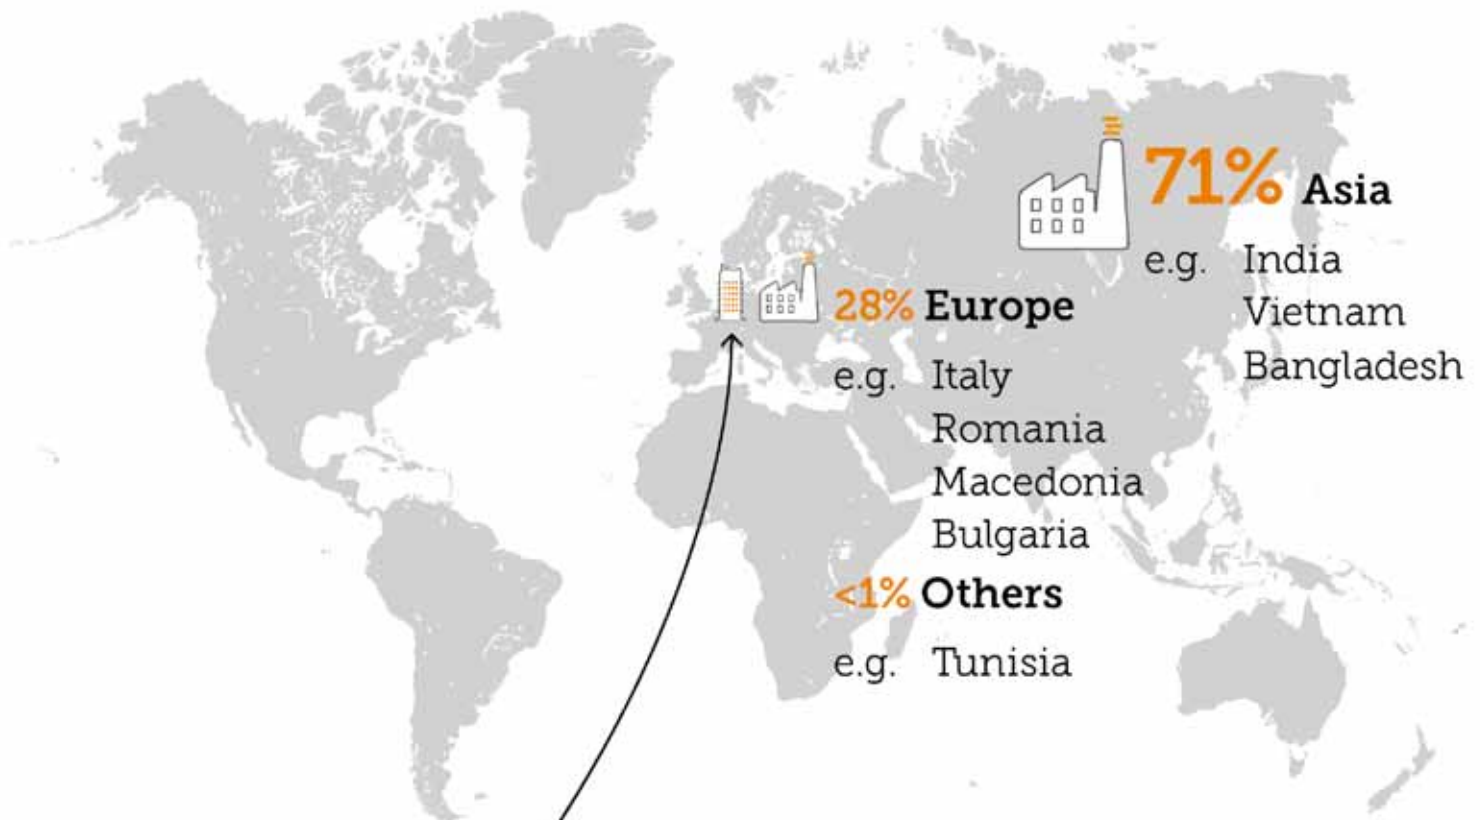 71% Asia
e.g. India
Vietnam
Bangladesh
28% Europe
e.g. Italy
Romania
Macedonia
Bulgaria
<1% Others
e.g. Tunisia